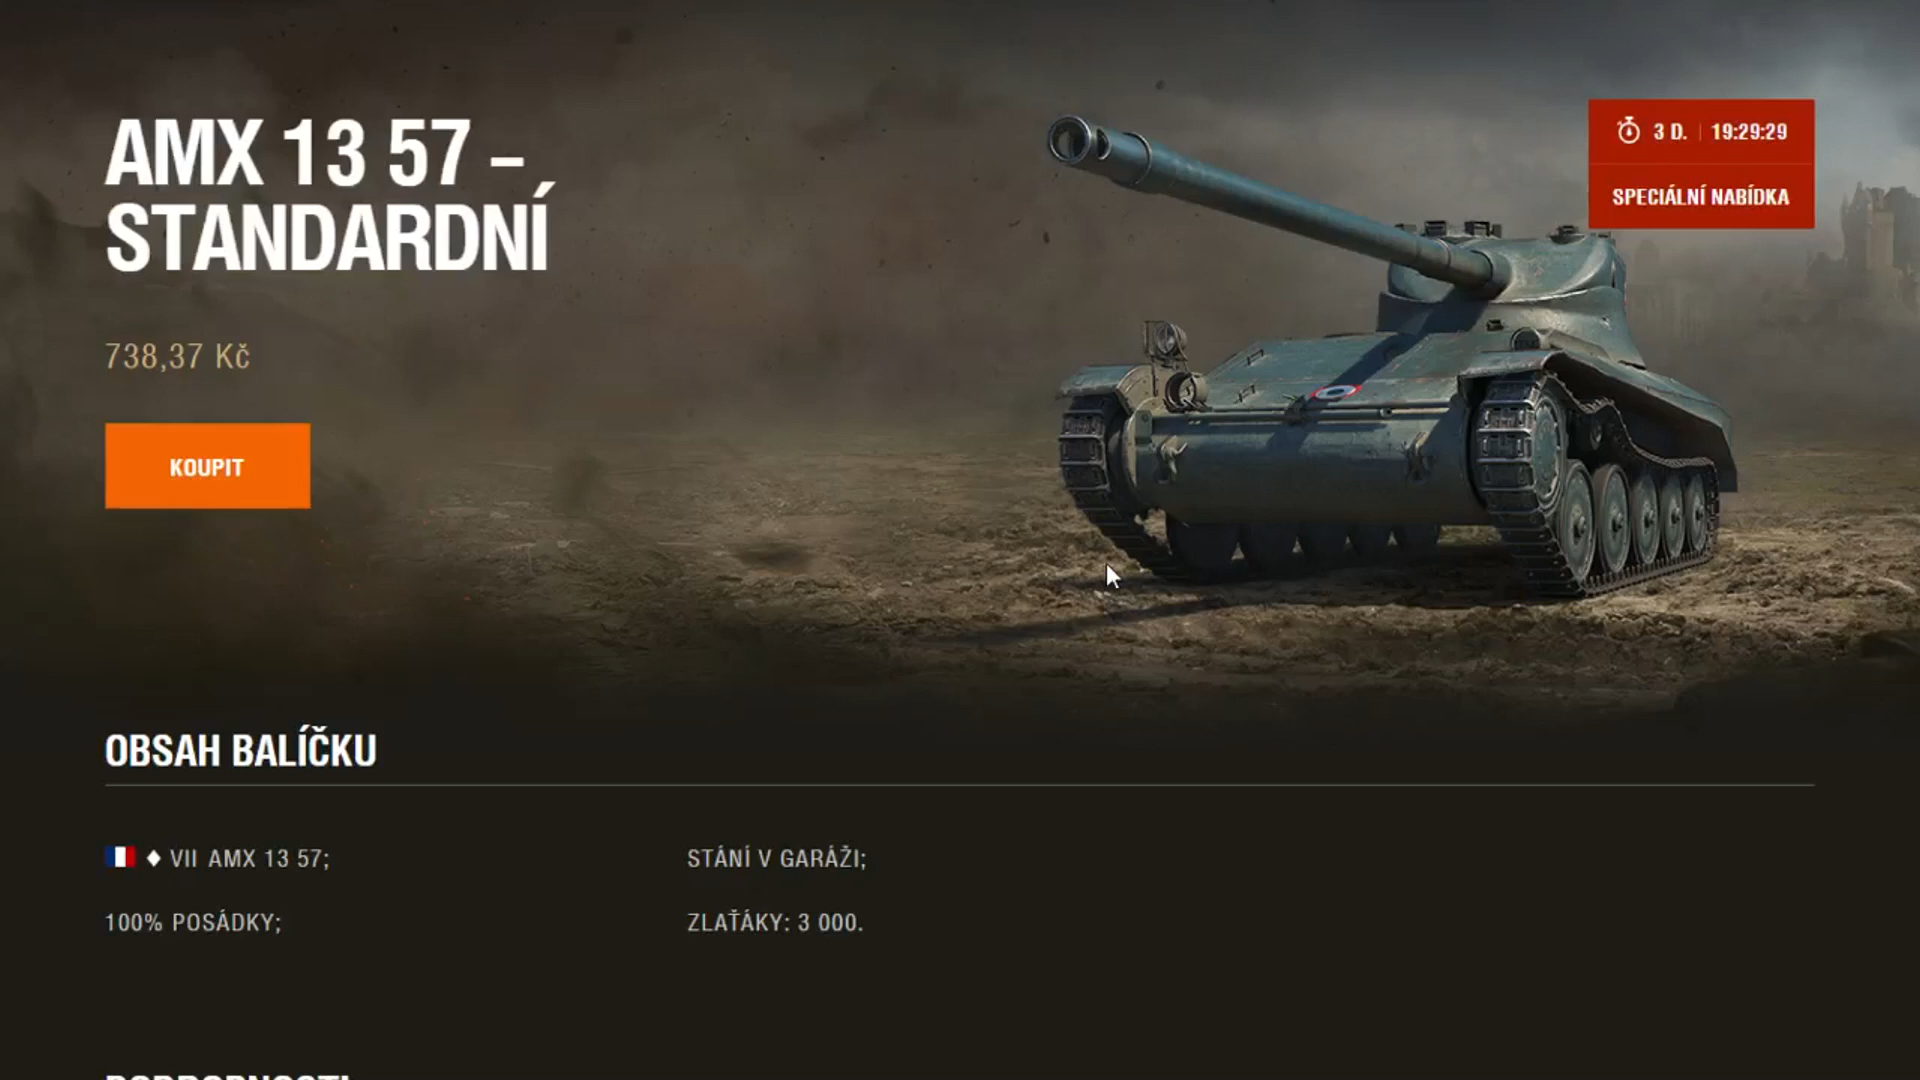 AMX 13 57 –
STANDARDNÍ
3 D. | 19:29:29
SPECIÁLNÍ NABÍDKA
738,37 Kč
KOUPIT
OBSAH BALÍČKU
♦ VII AMX 13 57;
STÁNÍ V GARÁŽI;
100% POSÁDKY;
ZLAŤÁKY: 3 000.